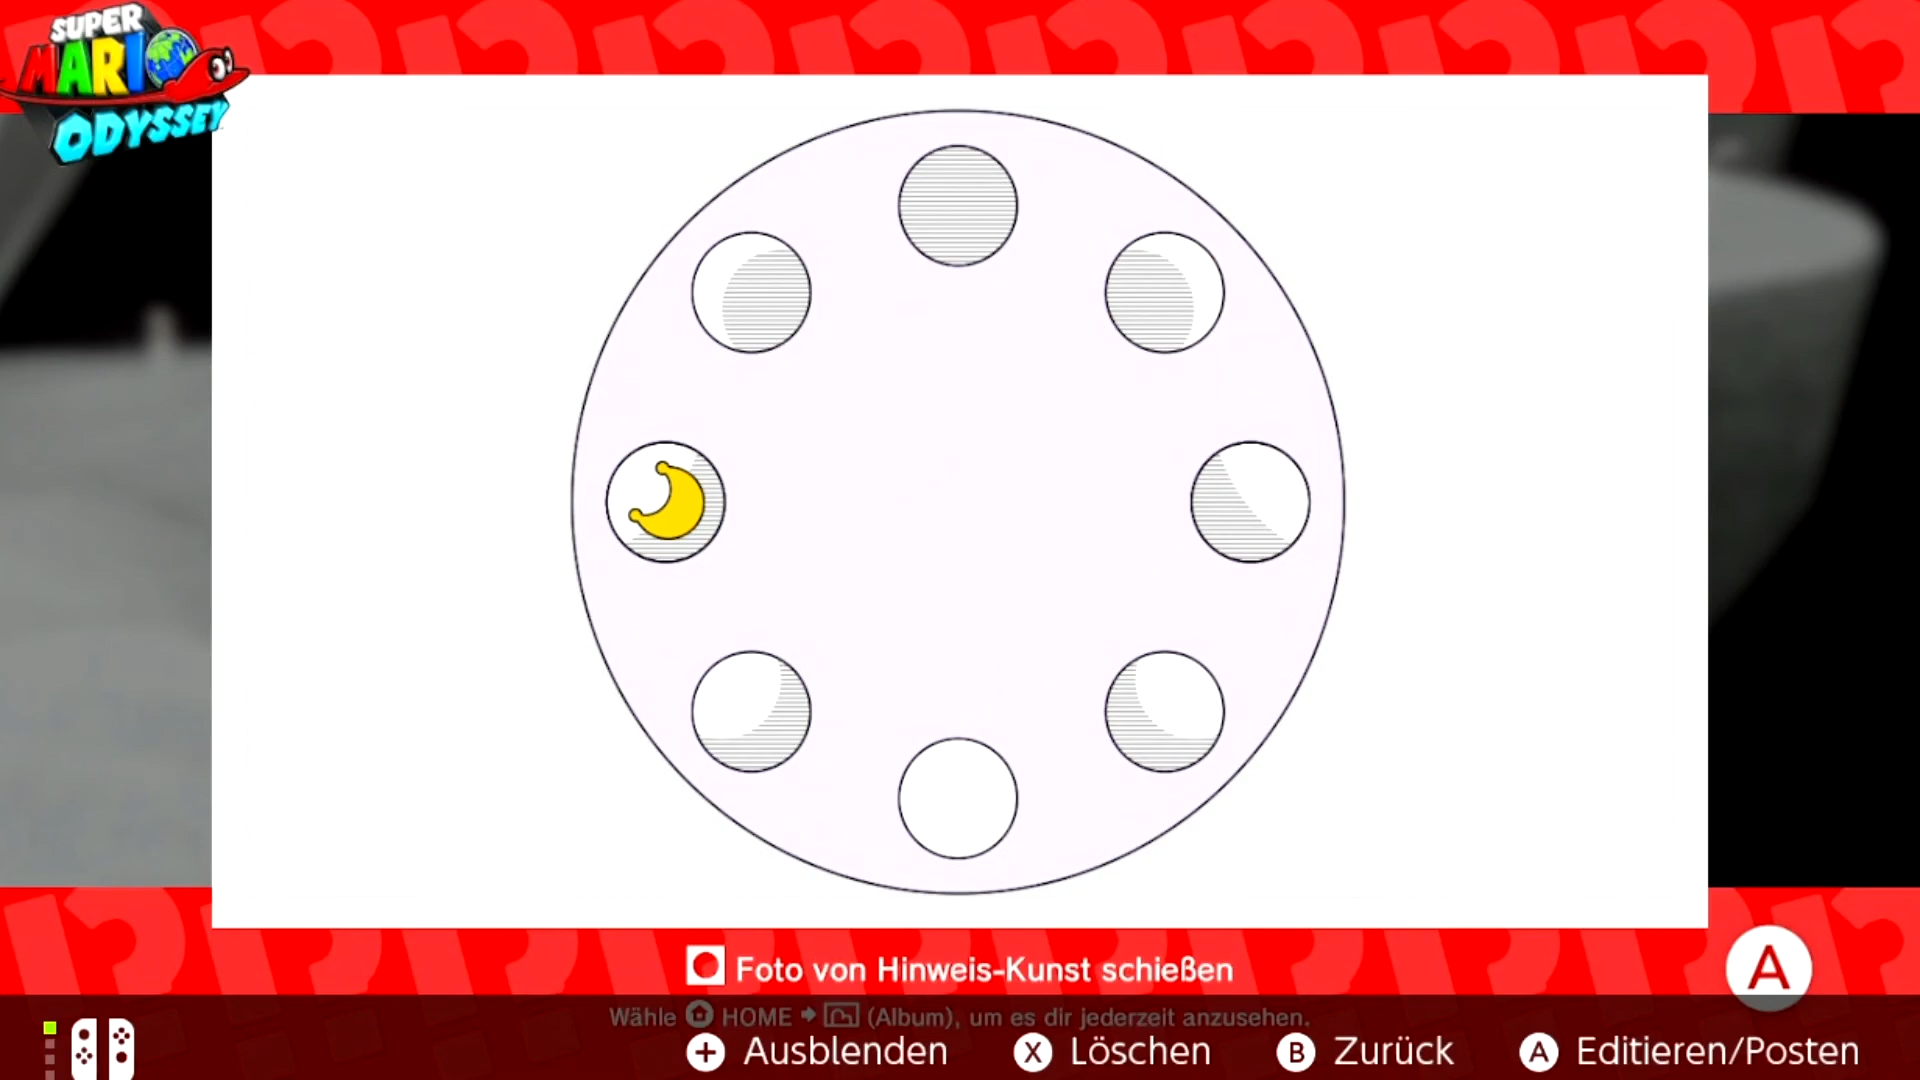 SUPER
MARIO
ODYSSEY
Foto von Hinweis-Kunst schießen
A
Wähle HOME (Album), um es dir jederzeit anzusehen.
+ Ausblenden
X Löschen
B Zurück
A Editieren/Posten